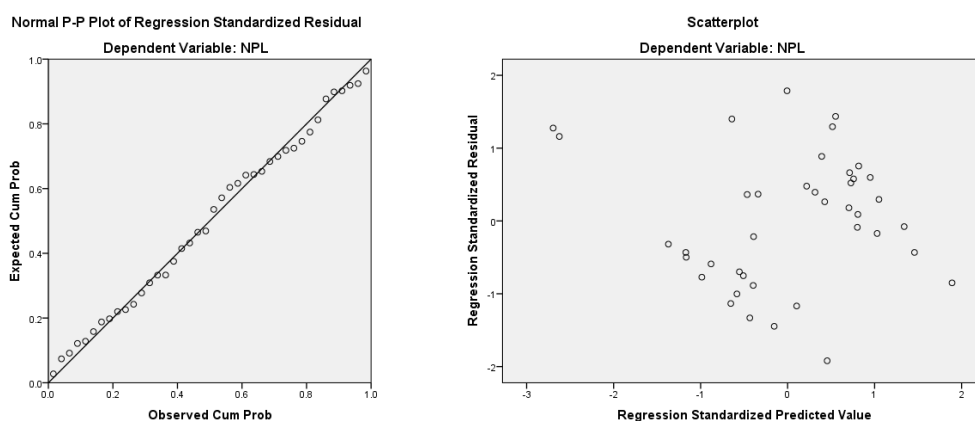 Normal P-P Plot of Regression Standardized Residual
Dependent Variable: NPL
1.0
0.8
0.6
0.4
0.2
0.0
0.0 0.2 0.4 0.6 0.8 1.0
Expected Cum Prob
Observed Cum Prob
Scatterplot
Dependent Variable: NPL
2
1
0
-1
-2
-3 -2 -1 0 1 2
Regression Standardized Residual
Regression Standardized Predicted Value